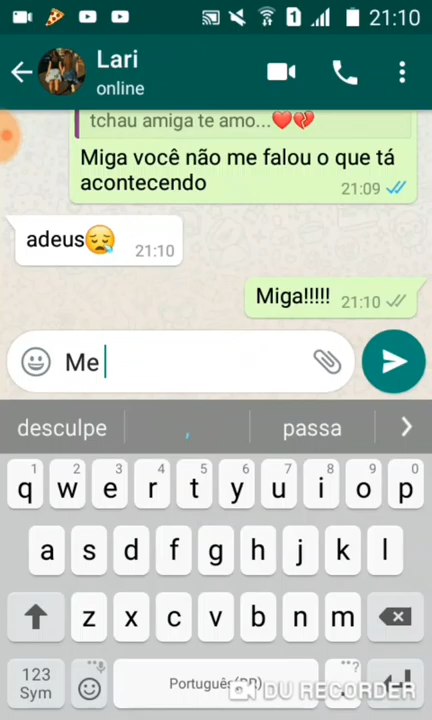 21:10
Lari
online
tchau amiga te amo...❤️💔
Miga você não me falou o que tá
acontecendo
21:09
adeus😪
21:10
Miga!!!!!
21:10
Me
desculpe , passa
1 2 3 4 5 6 7 8 9 0
q w e r t y u i o p
a s d f g h j k l
z x c v b n m
123
Sym
Português(BR)
DU RECORDER